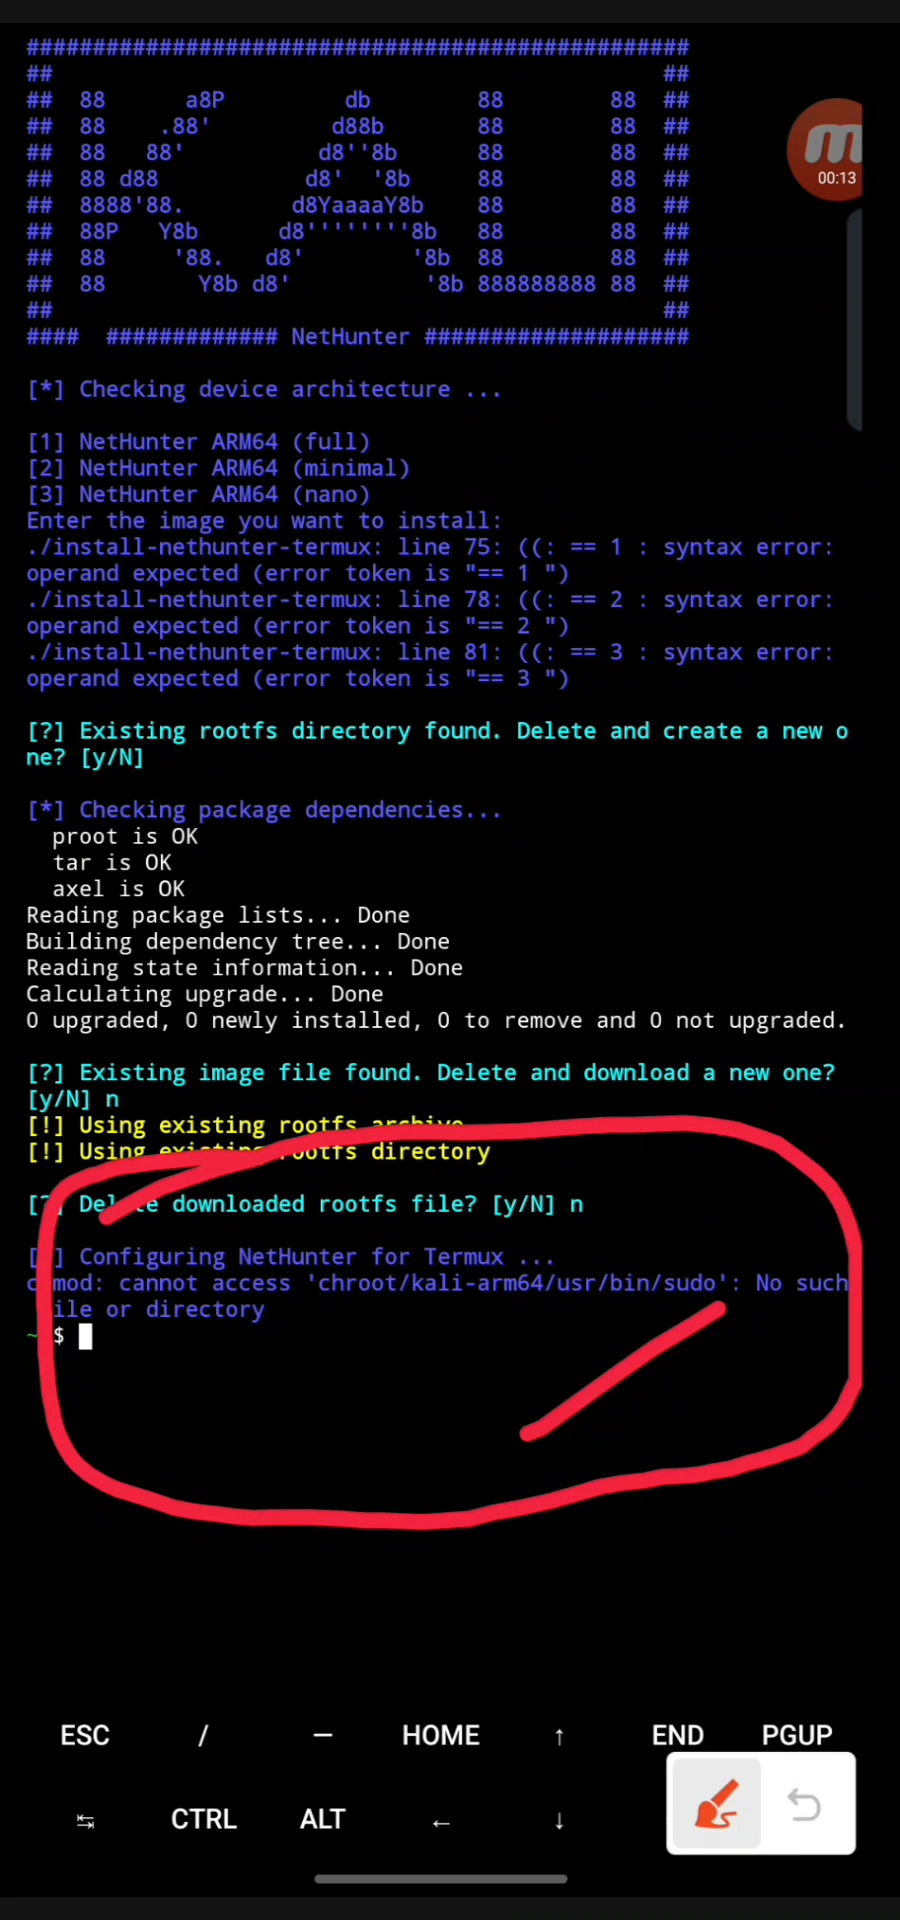 ##################################################
##                                              ##
##  88      a8P         db        88        88  ##
##  88    .88'         d88b       88        88  ##
##  88   88'          d8''8b      88        88  ##
##  88 d88           d8'  '8b     88        88  ##
##  8888'88.        d8YaaaaY8b    88        88  ##
##  88P   Y8b      d8''''''''8b   88        88  ##
##  88     '88.   d8'        '8b  88        88  ##
##  88       Y8b d8'          '8b 888888888 88  ##
##                                              ##
####  ############# NetHunter ####################
[*] Checking device architecture ...
[1] NetHunter ARM64 (full)
[2] NetHunter ARM64 (minimal)
[3] NetHunter ARM64 (nano)
Enter the image you want to install:
./install-nethunter-termux: line 75: ((: == 1 : syntax error:
operand expected (error token is "== 1 ")
./install-nethunter-termux: line 78: ((: == 2 : syntax error:
operand expected (error token is "== 2 ")
./install-nethunter-termux: line 81: ((: == 3 : syntax error:
operand expected (error token is "== 3 ")
[?] Existing rootfs directory found. Delete and create a new o
ne? [y/N]
[*] Checking package dependencies...
  proot is OK
  tar is OK
  axel is OK
Reading package lists... Done
Building dependency tree... Done
Reading state information... Done
Calculating upgrade... Done
0 upgraded, 0 newly installed, 0 to remove and 0 not upgraded.
[?] Existing image file found. Delete and download a new one?
[y/N] n
[!] Using existing rootfs archive
[!] Using existing rootfs directory
[?] Delete downloaded rootfs file? [y/N] n
[*] Configuring NetHunter for Termux ...
chmod: cannot access 'chroot/kali-arm64/usr/bin/sudo': No such
file or directory
~ $
00:13
ESC / — HOME ↑ END PGUP
↹ CTRL ALT ← ↓